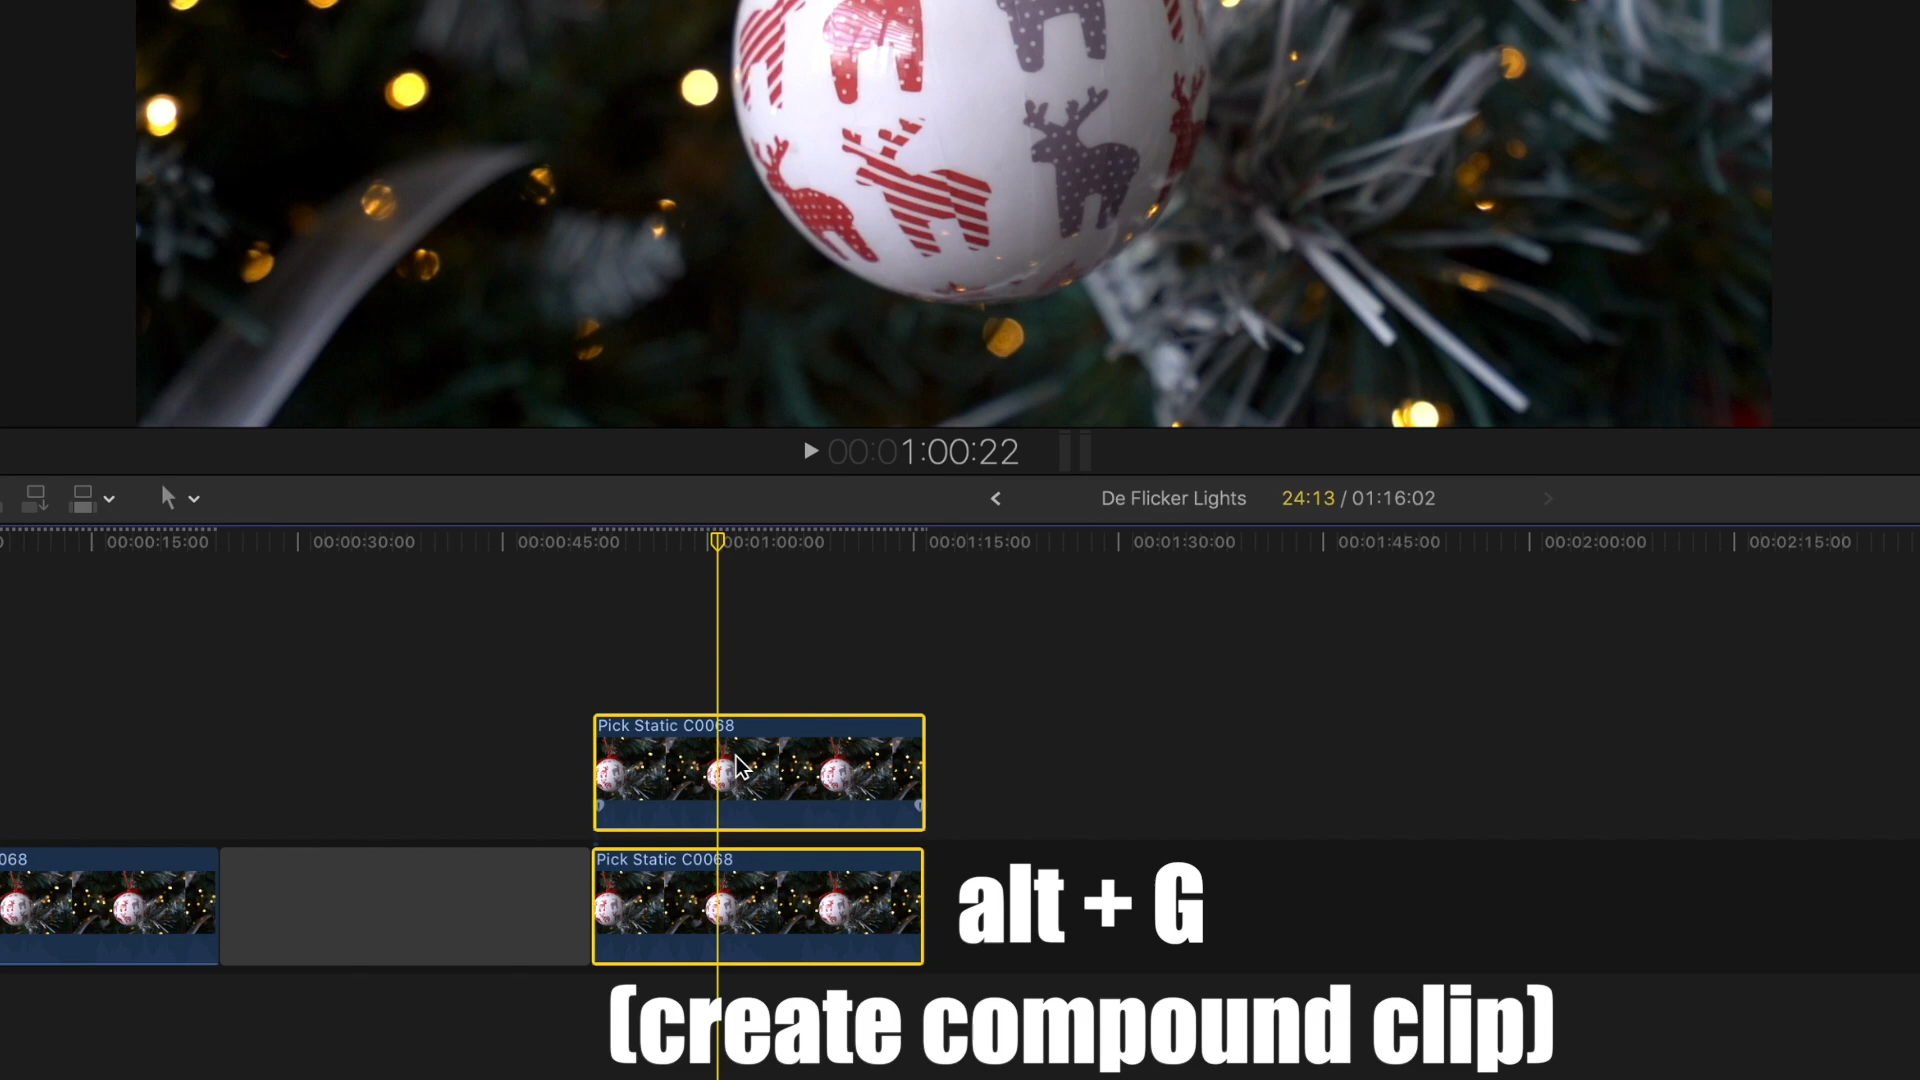 00:01:00:22
De Flicker Lights 24:13 / 01:16:02
00:00:15:00 00:00:30:00 00:00:45:00 00:01:00:00 00:01:15:00 00:01:30:00 00:01:45:00 00:02:00:00 00:02:15:00
Pick Static C0068
068 Pick Static C0068
alt + G
(create compound clip)